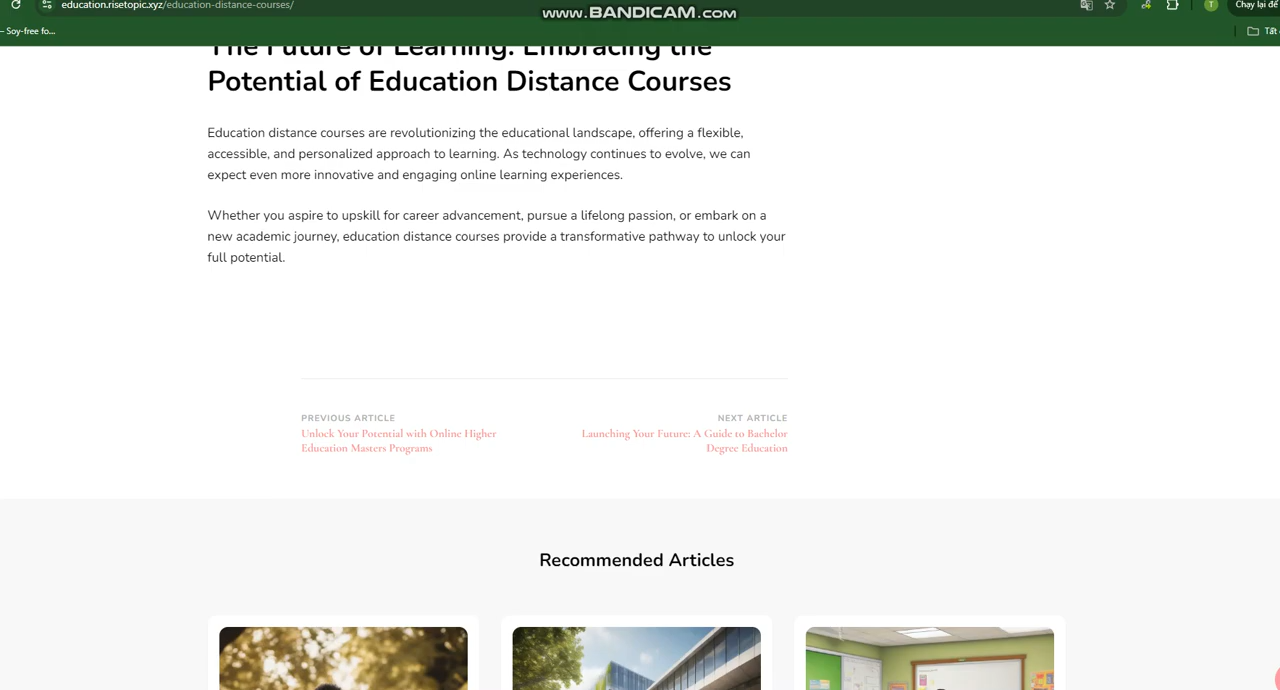 education.risetopic.xyz/education-distance-courses/
www.BANDICAM.com
T
Chạy lại để
– Soy-free fo...
Tất
The Future of Learning: Embracing the
Potential of Education Distance Courses
Education distance courses are revolutionizing the educational landscape, offering a flexible,
accessible, and personalized approach to learning. As technology continues to evolve, we can
expect even more innovative and engaging online learning experiences.
Whether you aspire to upskill for career advancement, pursue a lifelong passion, or embark on a
new academic journey, education distance courses provide a transformative pathway to unlock your
full potential.
PREVIOUS ARTICLE
Unlock Your Potential with Online Higher
Education Masters Programs
NEXT ARTICLE
Launching Your Future: A Guide to Bachelor
Degree Education
Recommended Articles